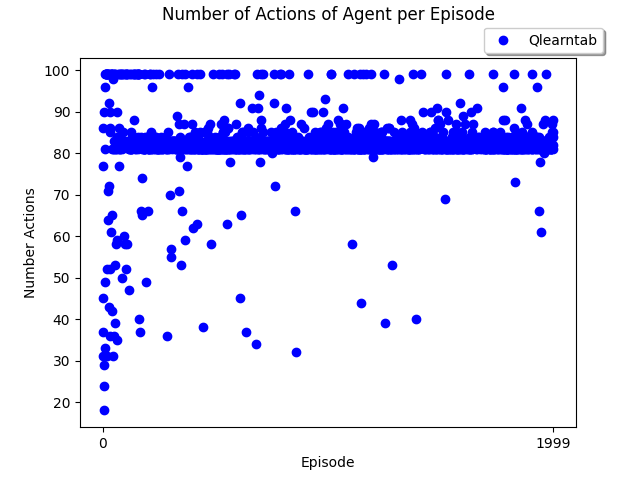 Number of Actions of Agent per Episode
Qlearntab
100
90
80
70
60
50
40
30
20
Number Actions
0 1999
Episode